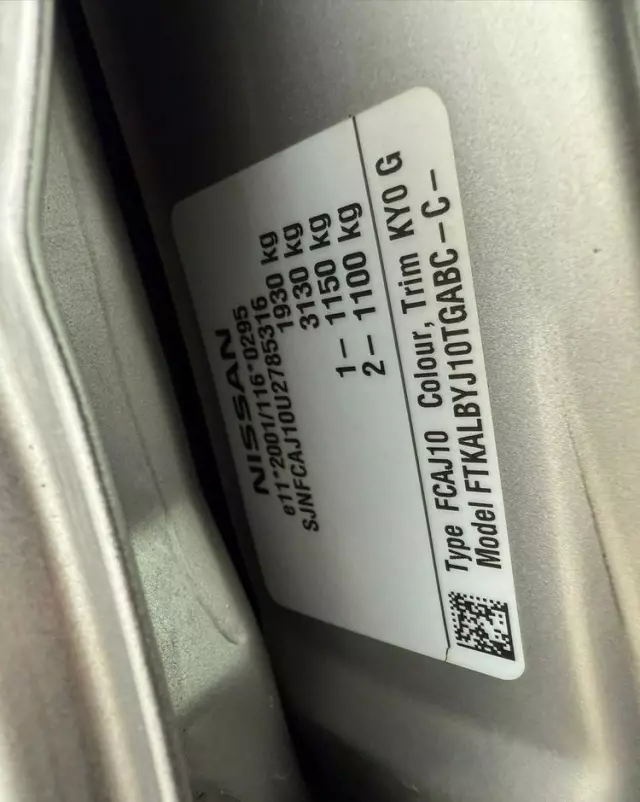 NISSAN
e11*2001/116*0295
SJNFCAJ10U2785316
1930 kg
3130 kg
1– 1150 kg
2– 1100 kg
Type FCAJ10 Colour, Trim KY0 G
Model FTKALBYJ10TGABC – C –